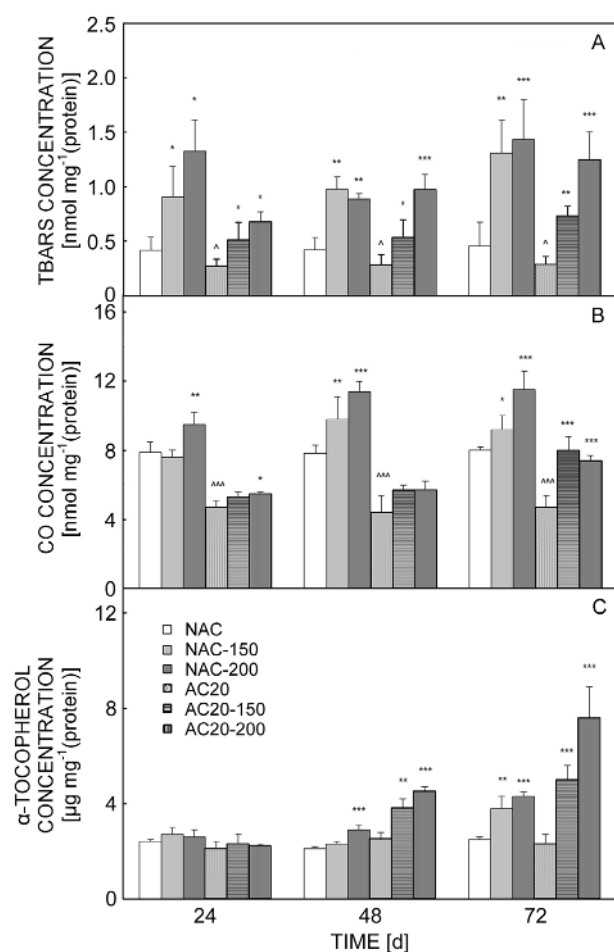 A
TBARS CONCENTRATION
[nmol mg⁻¹(protein)]
2.5
2.0
1.5
1.0
0.5
0
* * ^ * *
** ** ^ * ***
** *** ^ ** ***
B
CO CONCENTRATION
[nmol mg⁻¹(protein)]
16
12
8
4
0
** ^^^ *
** *** ^^^
* *** ^^^ *** ***
C
α-TOCOPHEROL
CONCENTRATION
[µg mg⁻¹(protein)]
12
8
4
0
NAC
NAC-150
NAC-200
AC20
AC20-150
AC20-200
*** ** ***
** *** *** ***
24 48 72
TIME [d]